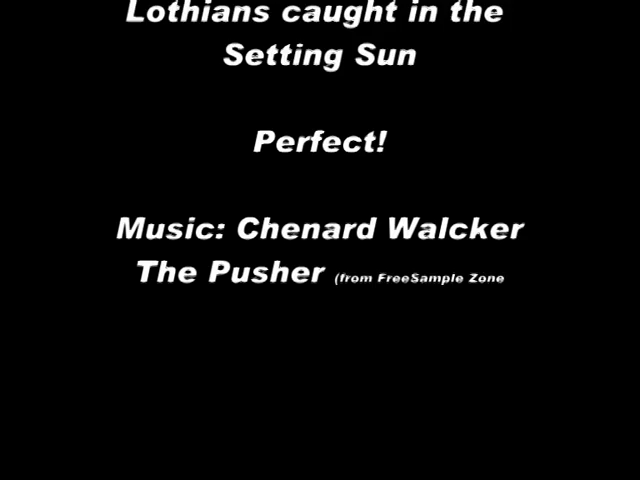 Lothians caught in the
Setting Sun
Perfect!
Music: Chenard Walcker
The Pusher (from FreeSample Zone